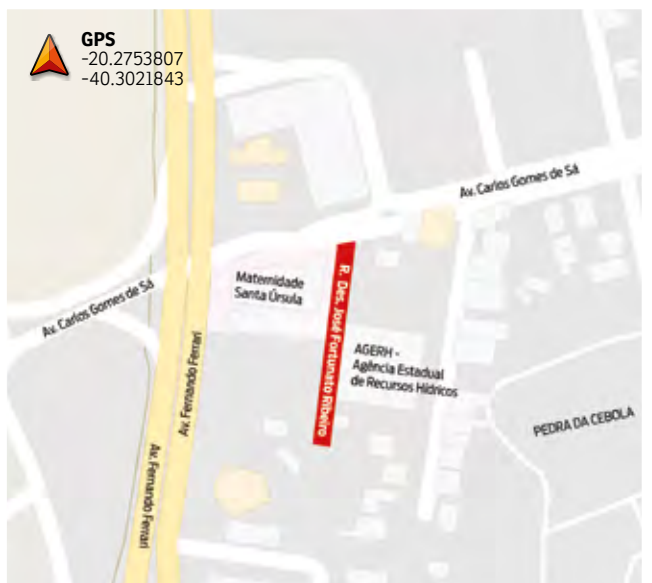 GPS
-20.2753807
-40.3021843
Av. Carlos Gomes de Sá
Maternidade
Santa Úrsula
R. Des. José Fortunato Ribeiro
Av. Carlos Gomes de Sá
AGERH -
Agência Estadual
de Recursos Hídricos
Av. Fernando Ferrari
PEDRA DA CEBOLA
Av. Fernando Ferrari